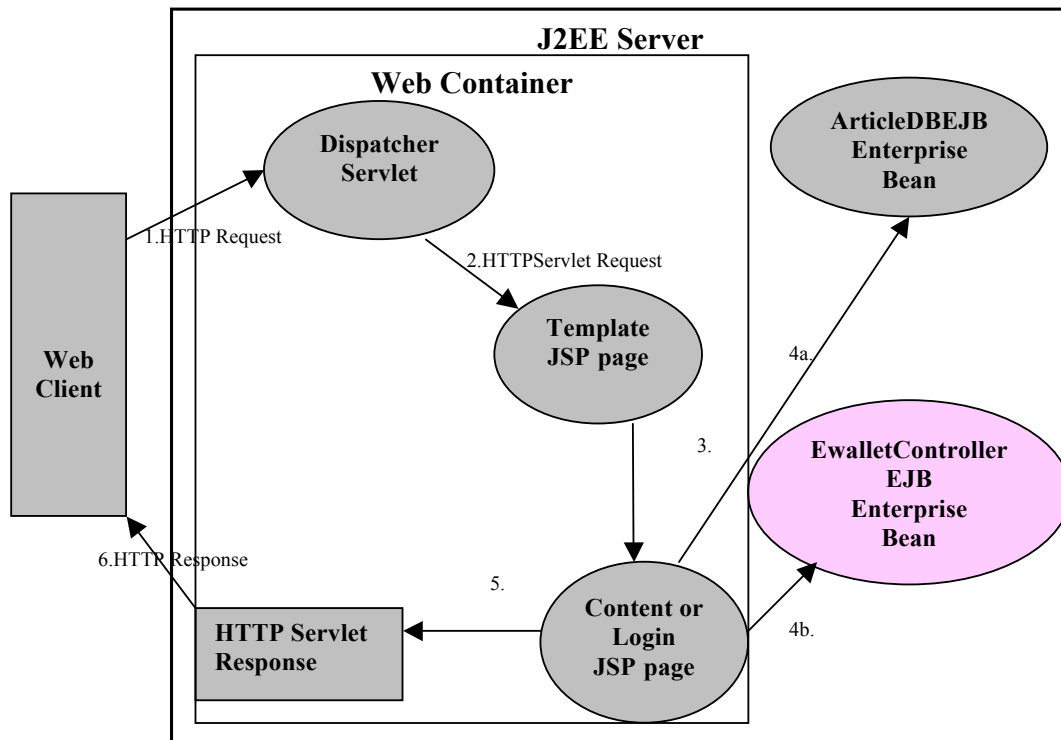 J2EE Server
Web Container
Dispatcher
Servlet
ArticleDBEJB
Enterprise
Bean
1.HTTP Request
2.HTTPServlet Request
Template
JSP page
Web
Client
4a.
3.
EwalletController
EJB
Enterprise
Bean
6.HTTP Response
5.
Content or
Login
JSP page
4b.
HTTP Servlet
Response